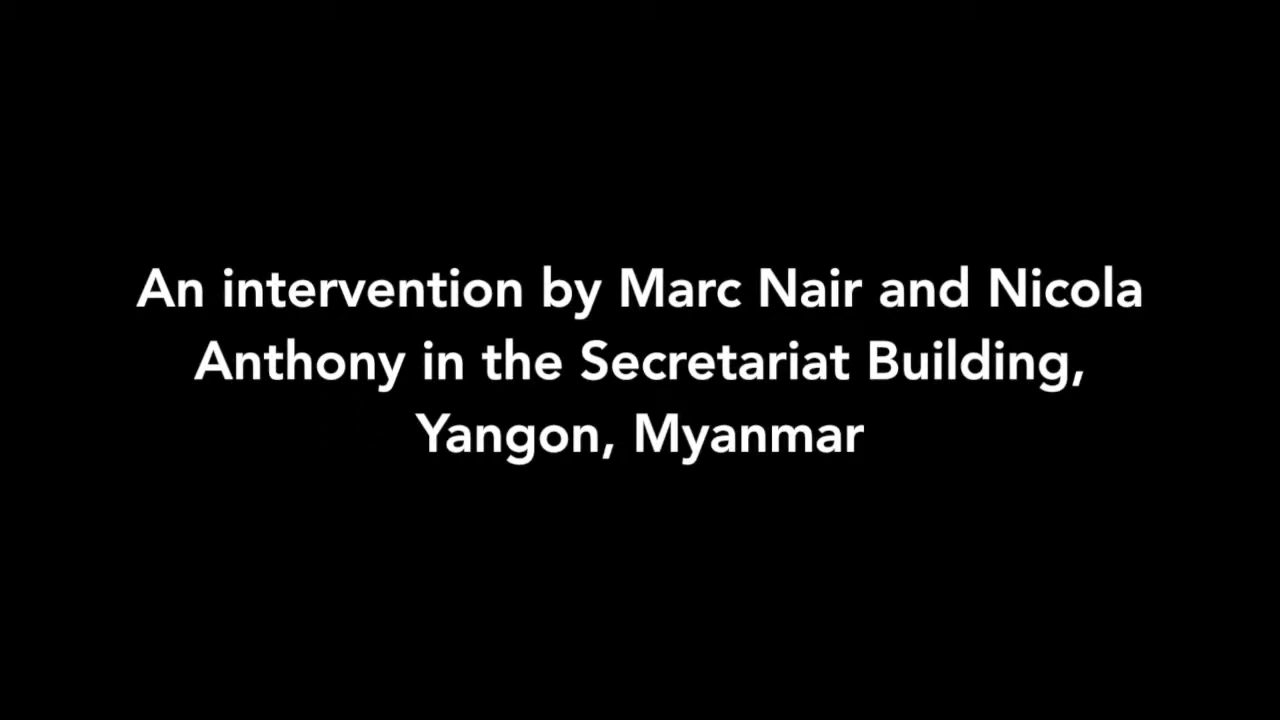 An intervention by Marc Nair and Nicola
Anthony in the Secretariat Building,
Yangon, Myanmar